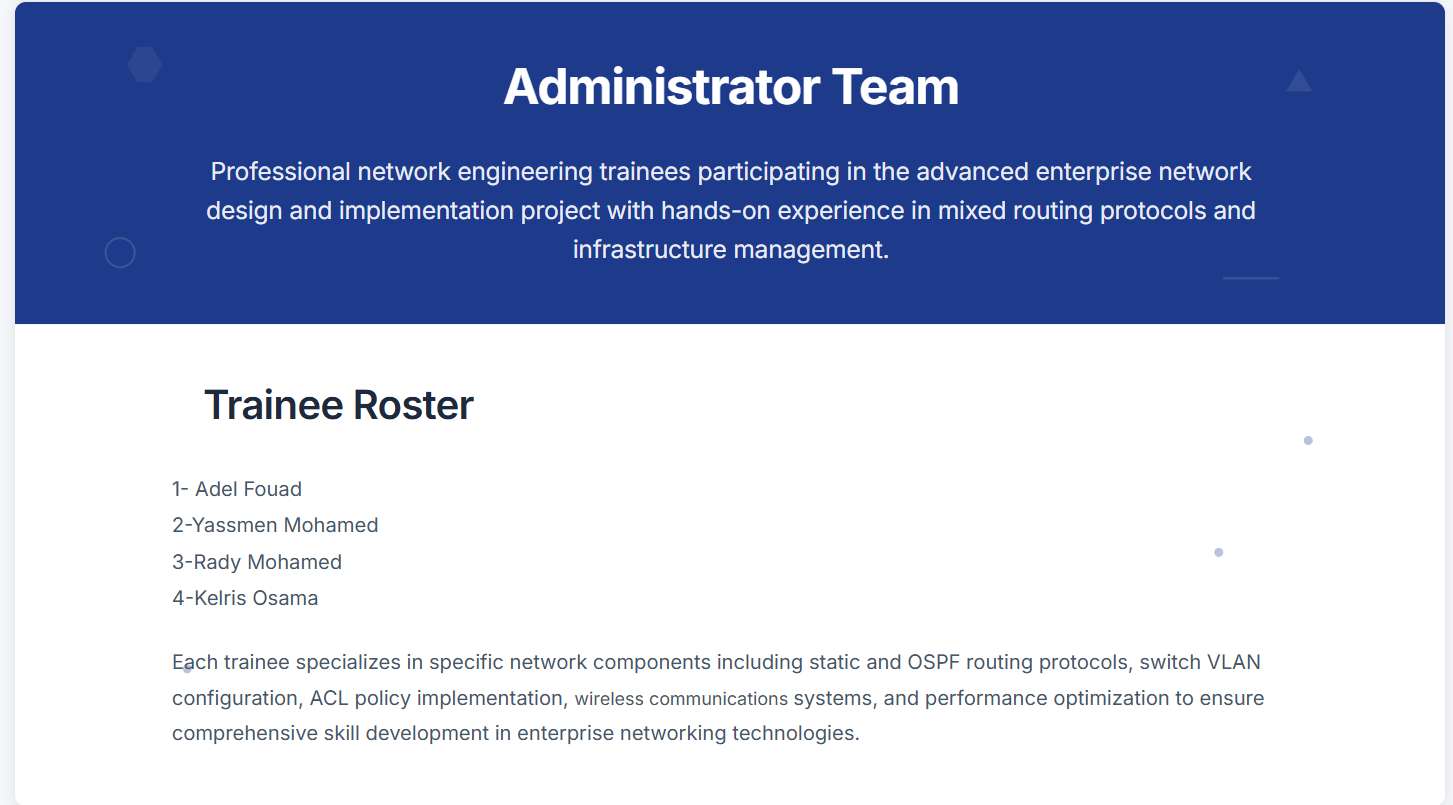 Administrator Team
Professional network engineering trainees participating in the advanced enterprise network
design and implementation project with hands-on experience in mixed routing protocols and
infrastructure management.
Trainee Roster
1- Adel Fouad
2-Yassmen Mohamed
3-Rady Mohamed
4-Kelris Osama
Each trainee specializes in specific network components including static and OSPF routing protocols, switch VLAN
configuration, ACL policy implementation, wireless communications systems, and performance optimization to ensure
comprehensive skill development in enterprise networking technologies.